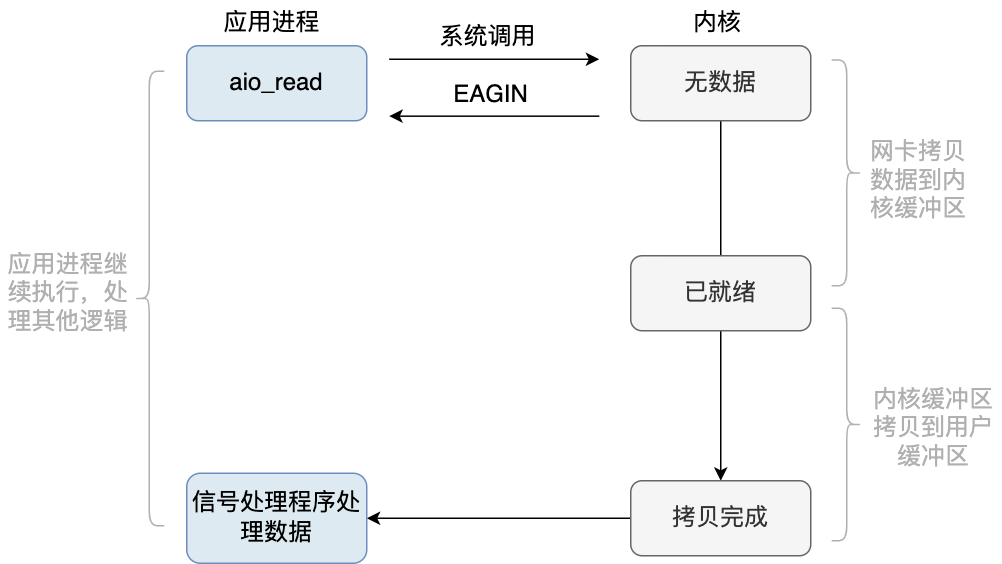 应用进程
系统调用
内核
aio_read
EAGIN
无数据
网卡拷贝
数据到内
核缓冲区
应用进程继
续执行，处
理其他逻辑
已就绪
内核缓冲区
拷贝到用户
缓冲区
信号处理程序处
理数据
拷贝完成